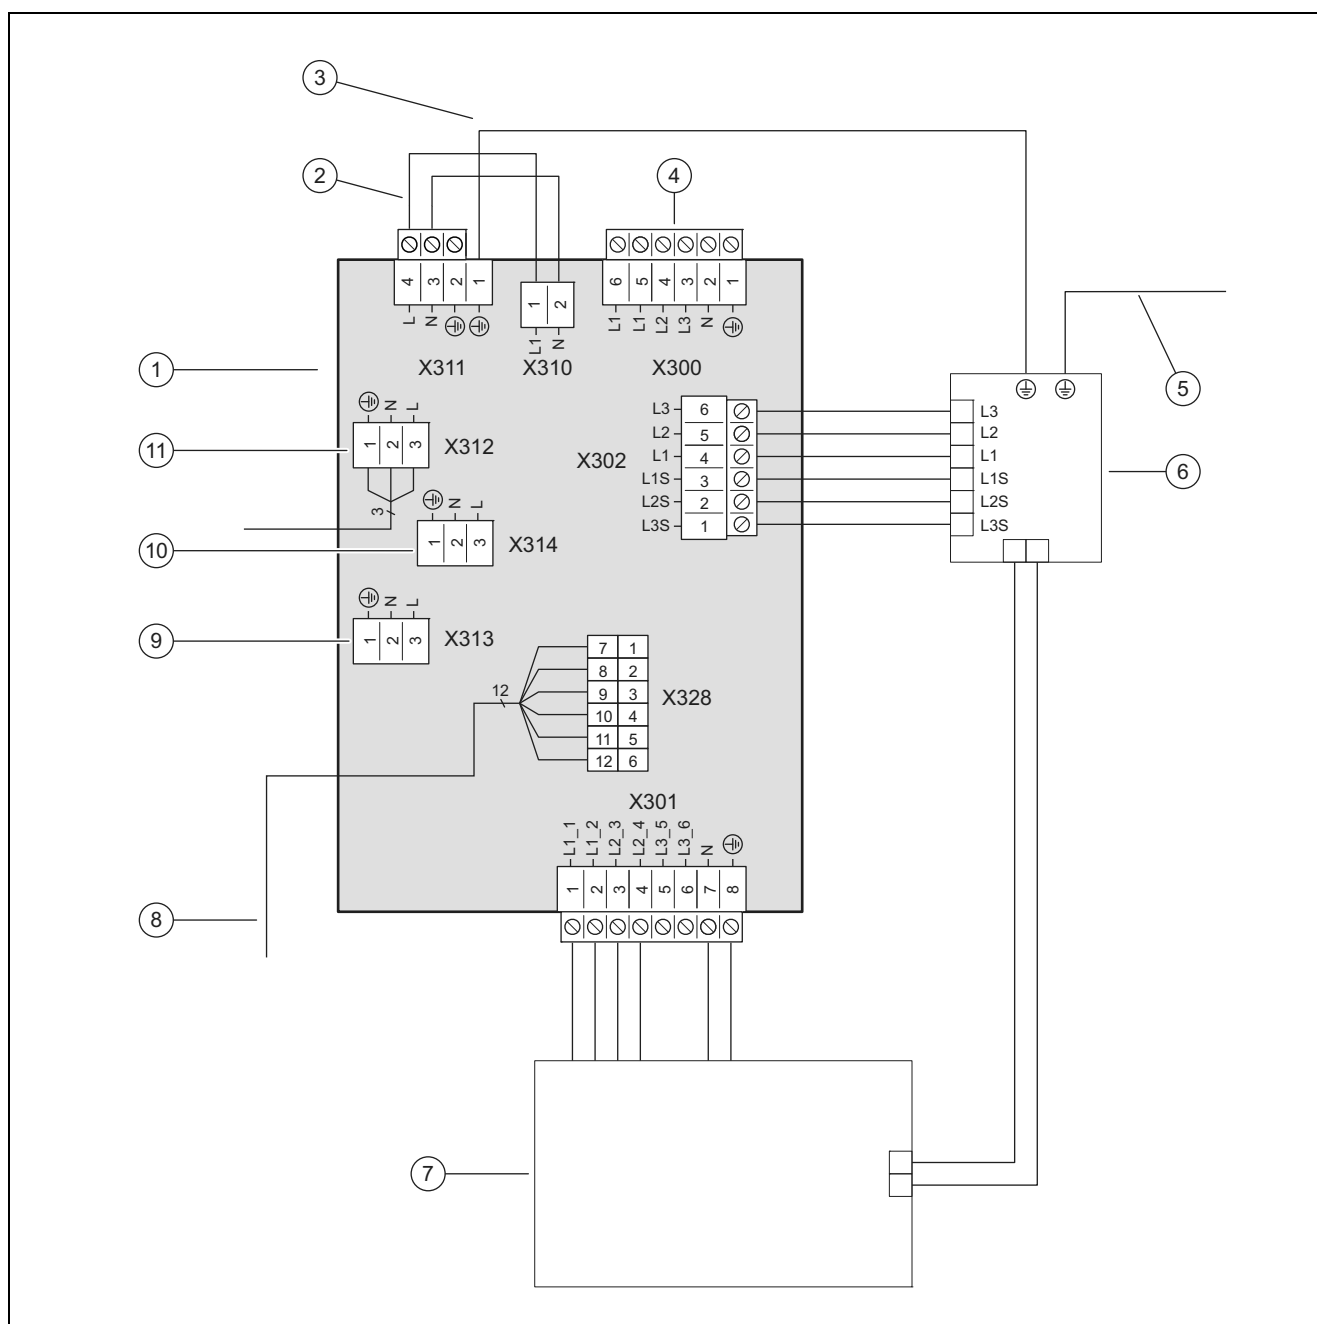 3
2
4
4 3 2 1
L N
1 2
L1 N
6 5 4 3 2 1
L1 L1 L2 L3 N
X311
X310
X300
1
5
N L
1 2 3
X312
11
3
L3 6
L2 5
L1 4
L1S 3
L2S 2
L3S 1
X302
L3
L2
L1
L1S
L2S
L3S
6
N L
1 2 3
X314
10
N L
1 2 3
X313
9
7 1
8 2
9 3
10 4
11 5
12 6
X328
12
X301
L1_1 L1_2 L2_3 L2_4 L3_5 L3_6 N
1 2 3 4 5 6 7 8
8
7